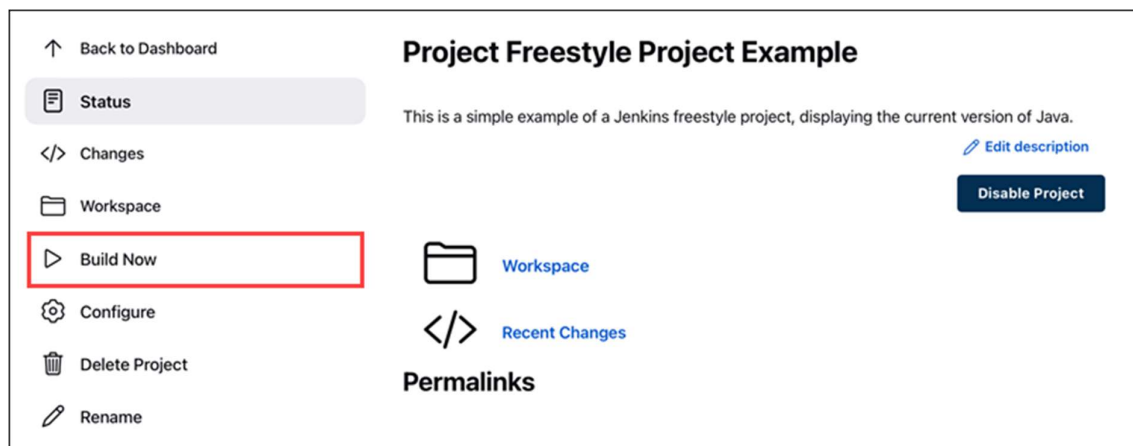 Back to Dashboard
Status
Changes
Workspace
Build Now
Configure
Delete Project
Rename
Project Freestyle Project Example
This is a simple example of a Jenkins freestyle project, displaying the current version of Java.
Edit description
Disable Project
Workspace
Recent Changes
Permalinks